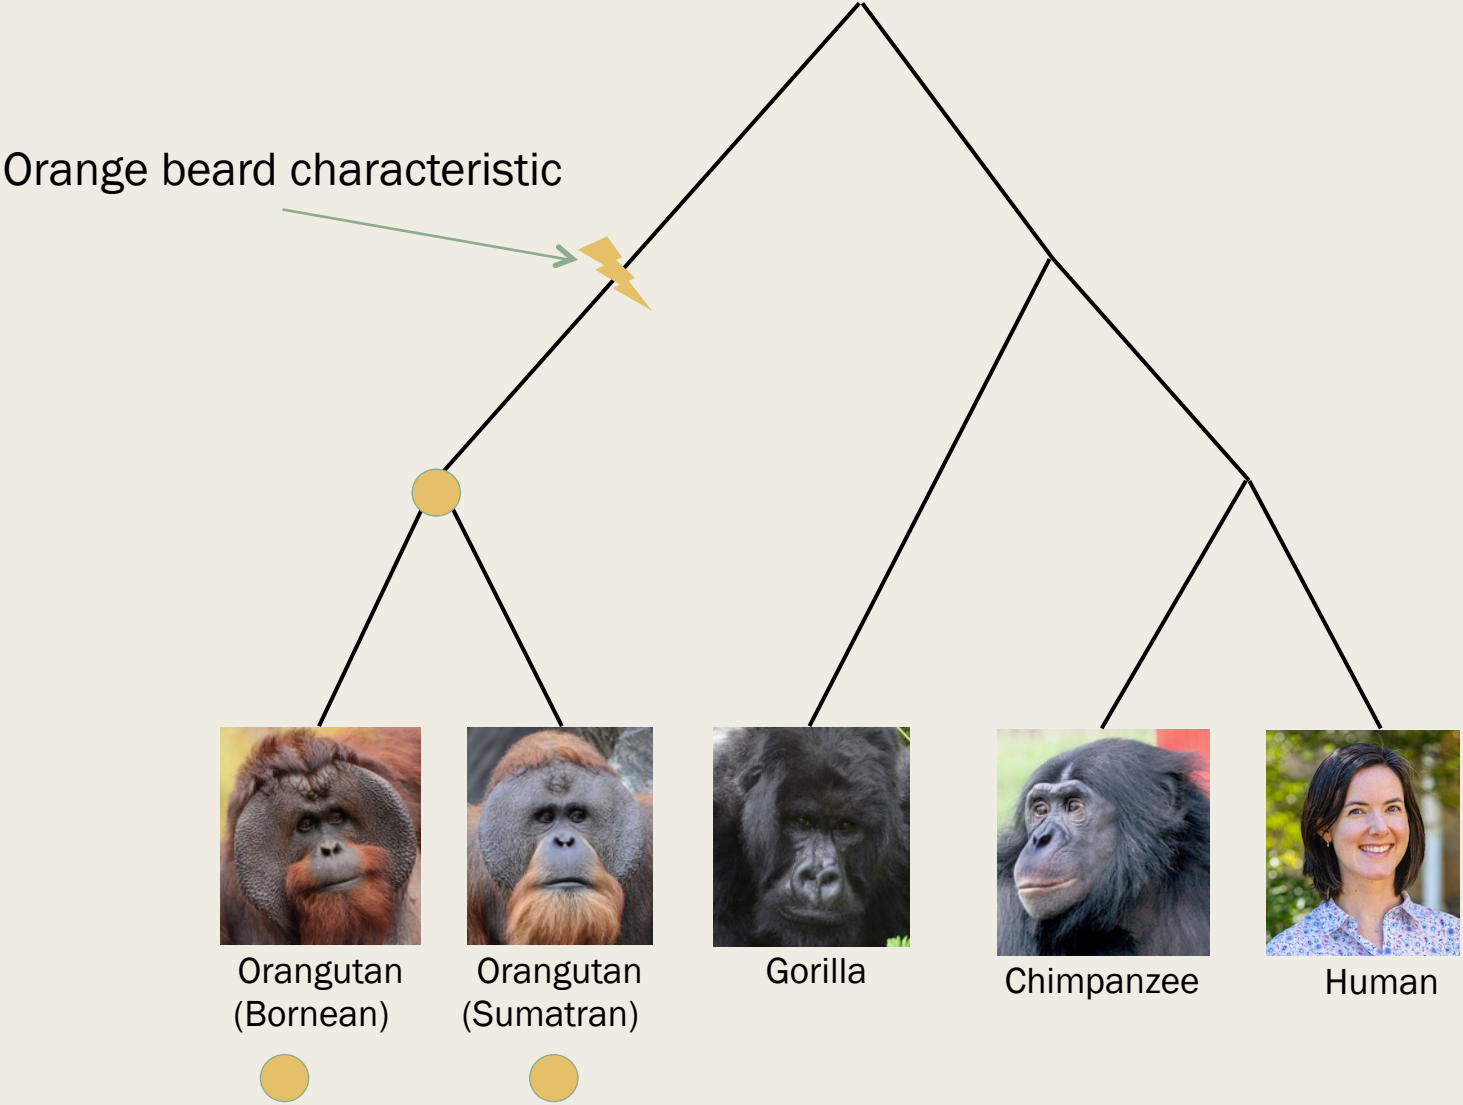 Orange beard characteristic
Orangutan
(Bornean)
Orangutan
(Sumatran)
Gorilla
Chimpanzee
Human